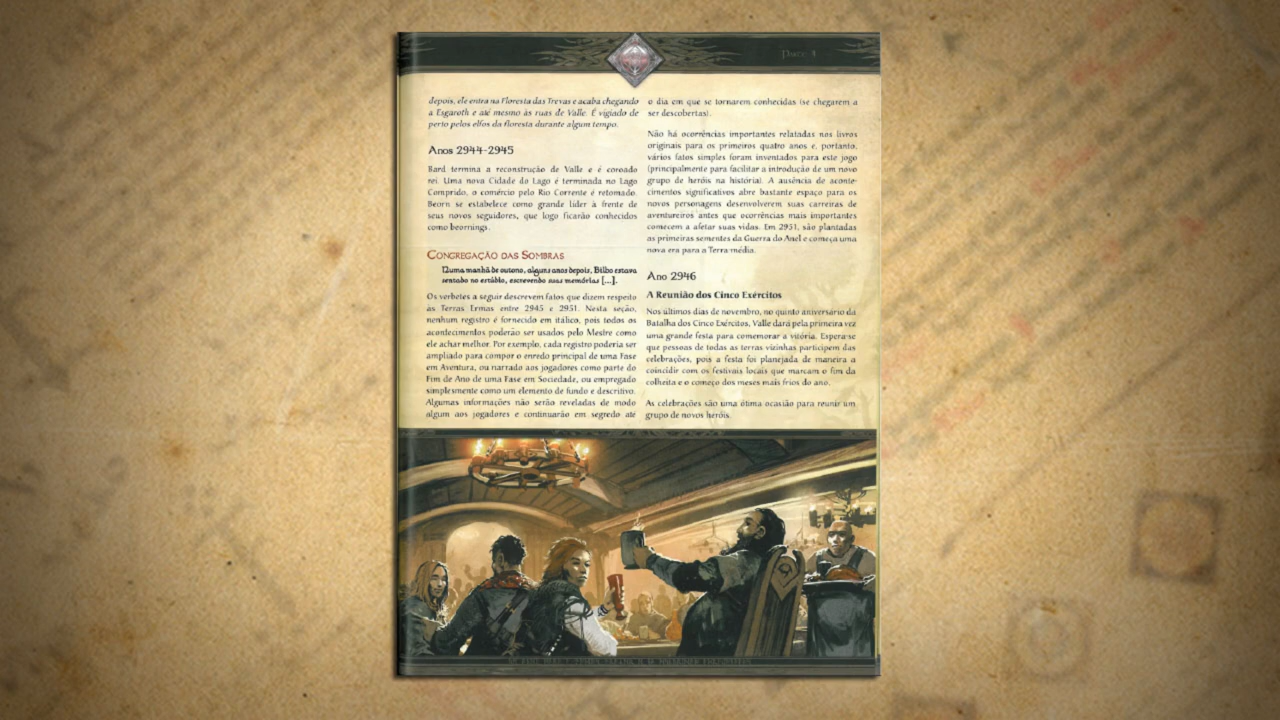 Parte 4
depois, ele entra na Floresta das Trevas e acaba chegando
a Esgaroth e até mesmo às ruas de Valle. É vigiado de
perto pelos elfos da floresta durante algum tempo.
Anos 2944-2945
Bard termina a reconstrução de Valle e é coroado
rei. Uma nova Cidade do Lago é terminada no Lago
Comprido, o comércio pelo Rio Corrente é retomado.
Beorn se estabelece como grande líder à frente de
seus novos seguidores, que logo ficarão conhecidos
como beornings.
Congregação das Sombras
Numa manhã de outono, alguns anos depois, Bilbo estava
sentado no estúdio, escrevendo suas memórias [...].
Os verbetes a seguir descrevem fatos que dizem respeito
às Terras Ermas entre 2945 e 2951. Nesta seção,
nenhum registro é fornecido em itálico, pois todos os
acontecimentos poderão ser usados pelo Mestre como
ele achar melhor. Por exemplo, cada registro poderia ser
ampliado para compor o enredo principal de uma Fase
em Aventura, ou narrado aos jogadores como parte do
Fim de Ano de uma Fase em Sociedade, ou empregado
simplesmente como um elemento de fundo e descritivo.
Algumas informações não serão reveladas de modo
algum aos jogadores e continuarão em segredo até
o dia em que se tornarem conhecidas (se chegarem a
ser descobertas).
Não há ocorrências importantes relatadas nos livros
originais para os primeiros quatro anos e, portanto,
vários fatos simples foram inventados para este jogo
(principalmente para facilitar a introdução de um novo
grupo de heróis na história). A ausência de aconte-
cimentos significativos abre bastante espaço para os
novos personagens desenvolverem suas carreiras de
aventureiros antes que ocorrências mais importantes
comecem a afetar suas vidas. Em 2951, são plantadas
as primeiras sementes da Guerra do Anel e começa uma
nova era para a Terra-média.
Ano 2946
A Reunião dos Cinco Exércitos
Nos últimos dias de novembro, no quinto aniversário da
Batalha dos Cinco Exércitos, Valle dará pela primeira vez
uma grande festa para comemorar a vitória. Espera-se
que pessoas de todas as terras vizinhas participem das
celebrações, pois a festa foi planejada de maneira a
coincidir com os festivais locais que marcam o fim da
colheita e o começo dos meses mais frios do ano.
As celebrações são uma ótima ocasião para reunir um
grupo de novos heróis.